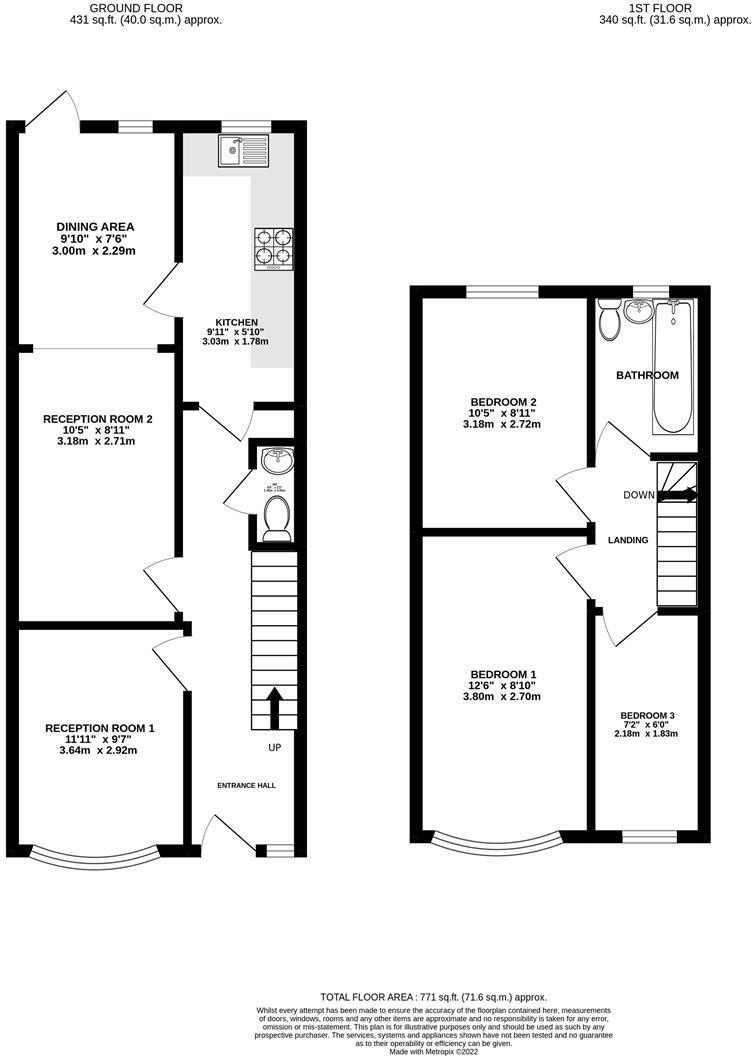 GROUND FLOOR
431 sq.ft. (40.0 sq.m.) approx.
1ST FLOOR
340 sq.ft. (31.6 sq.m.) approx.
DINING AREA
9'10" x 7'6"
3.00m x 2.29m
KITCHEN
9'11" x 5'10"
3.03m x 1.78m
RECEPTION ROOM 2
10'5" x 8'11"
3.18m x 2.71m
WC
RECEPTION ROOM 1
11'11" x 9'7"
3.64m x 2.92m
UP
ENTRANCE HALL
BATHROOM
BEDROOM 2
10'5" x 8'11"
3.18m x 2.72m
DOWN
LANDING
BEDROOM 1
12'6" x 8'10"
3.80m x 2.70m
BEDROOM 3
7'2" x 6'0"
2.18m x 1.83m
TOTAL FLOOR AREA : 771 sq.ft. (71.6 sq.m.) approx.
Whilst every attempt has been made to ensure the accuracy of the floorplan contained here, measurements
of doors, windows, rooms and any other items are approximate and no responsibility is taken for any error,
omission or mis-statement. This plan is for illustrative purposes only and should be used as such by any
prospective purchaser. The services, systems and appliances shown have not been tested and no guarantee
as to their operability or efficiency can be given.
Made with Metropix ©2022